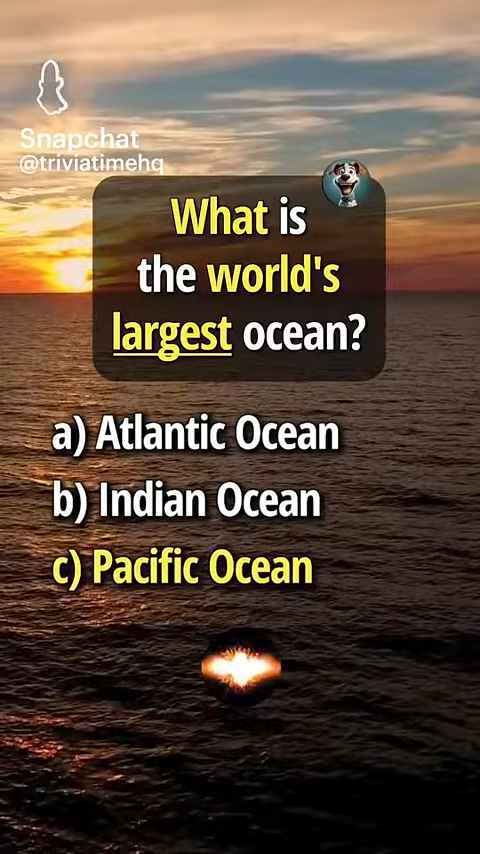 Snapchat
@triviatimehq
What is
the world's
largest ocean?
a) Atlantic Ocean
b) Indian Ocean
c) Pacific Ocean